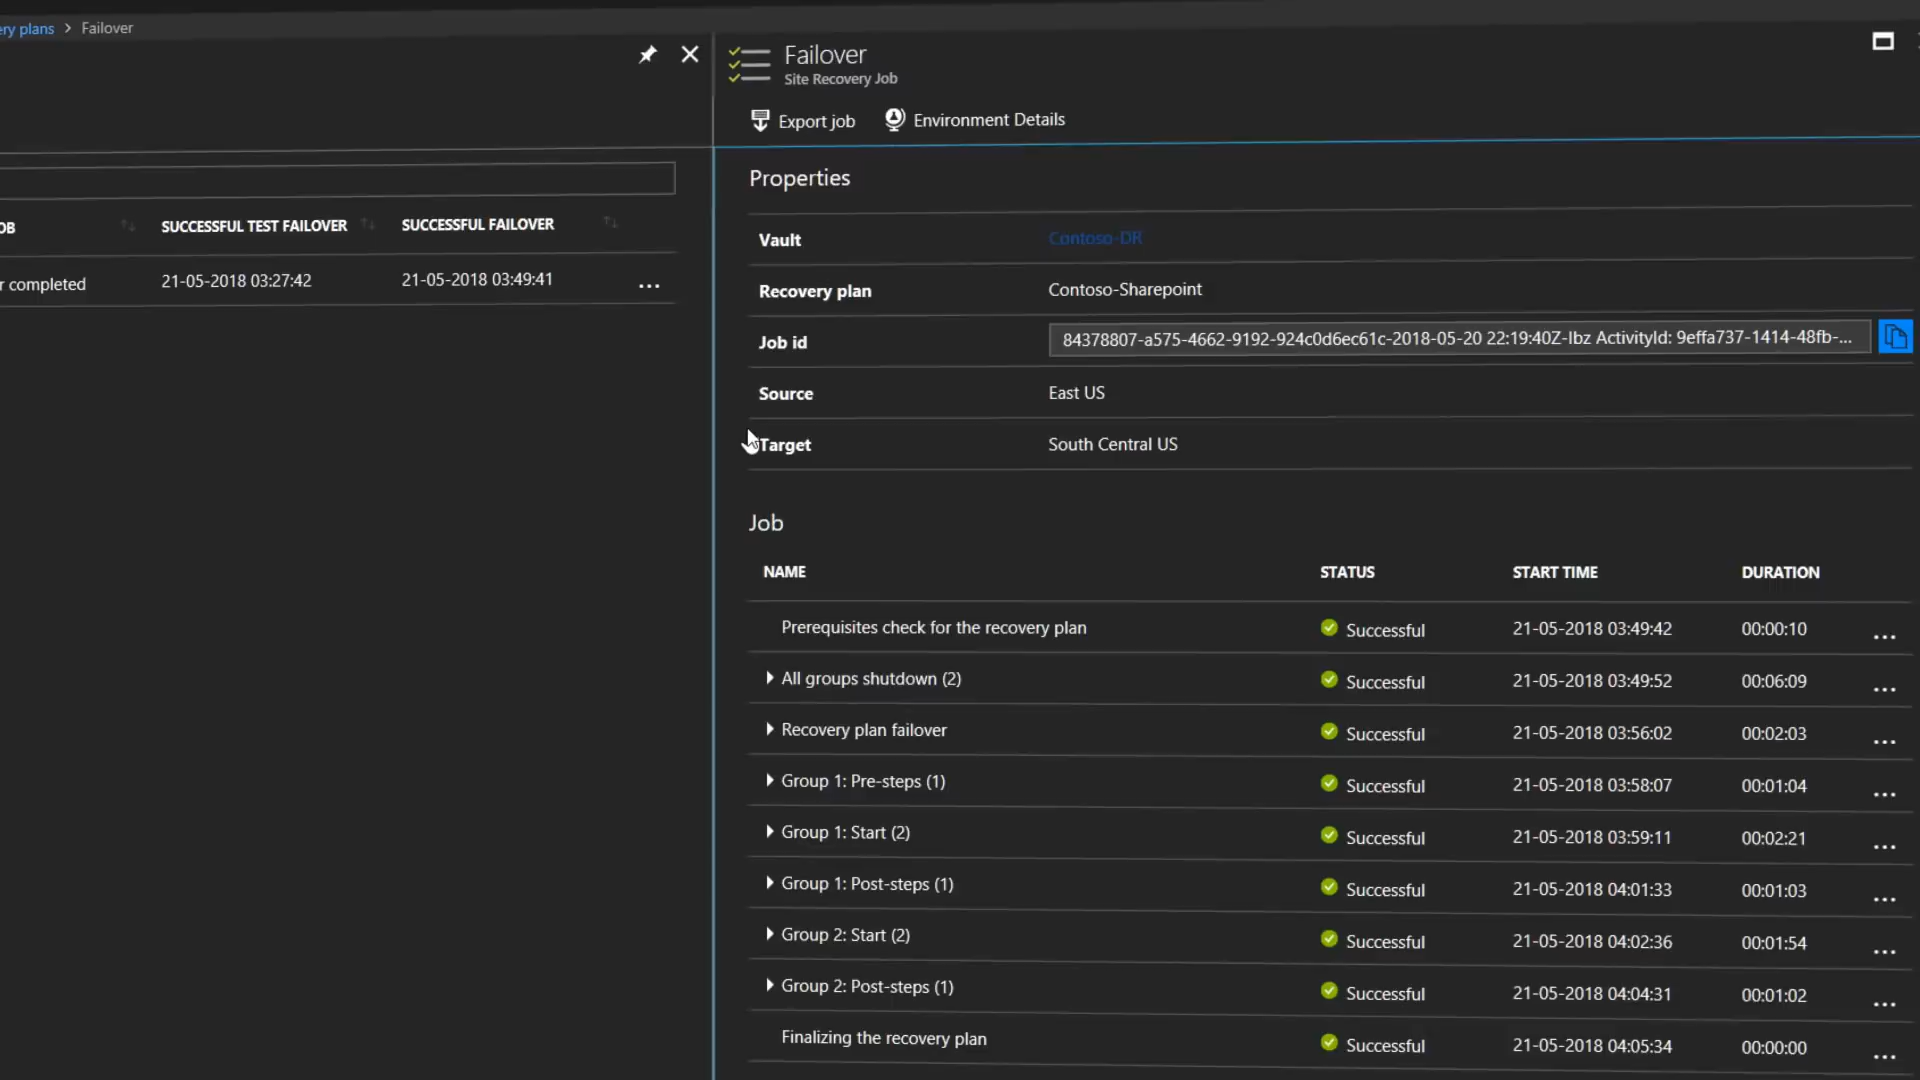 ery plans > Failover
OB
SUCCESSFUL TEST FAILOVER
SUCCESSFUL FAILOVER
r completed
21-05-2018 03:27:42
21-05-2018 03:49:41
...
Failover
Site Recovery Job
Export job
Environment Details
Properties
Vault
Contoso-DR
Recovery plan
Contoso-Sharepoint
Job id
84378807-a575-4662-9192-924c0d6ec61c-2018-05-20 22:19:40Z-Ibz ActivityId: 9effa737-1414-48fb-...
Source
East US
Target
South Central US
Job
NAME STATUS START TIME DURATION
Prerequisites check for the recovery plan Successful 21-05-2018 03:49:42 00:00:10 ...
All groups shutdown (2) Successful 21-05-2018 03:49:52 00:06:09 ...
Recovery plan failover Successful 21-05-2018 03:56:02 00:02:03 ...
Group 1: Pre-steps (1) Successful 21-05-2018 03:58:07 00:01:04 ...
Group 1: Start (2) Successful 21-05-2018 03:59:11 00:02:21 ...
Group 1: Post-steps (1) Successful 21-05-2018 04:01:33 00:01:03 ...
Group 2: Start (2) Successful 21-05-2018 04:02:36 00:01:54 ...
Group 2: Post-steps (1) Successful 21-05-2018 04:04:31 00:01:02 ...
Finalizing the recovery plan Successful 21-05-2018 04:05:34 00:00:00 ...